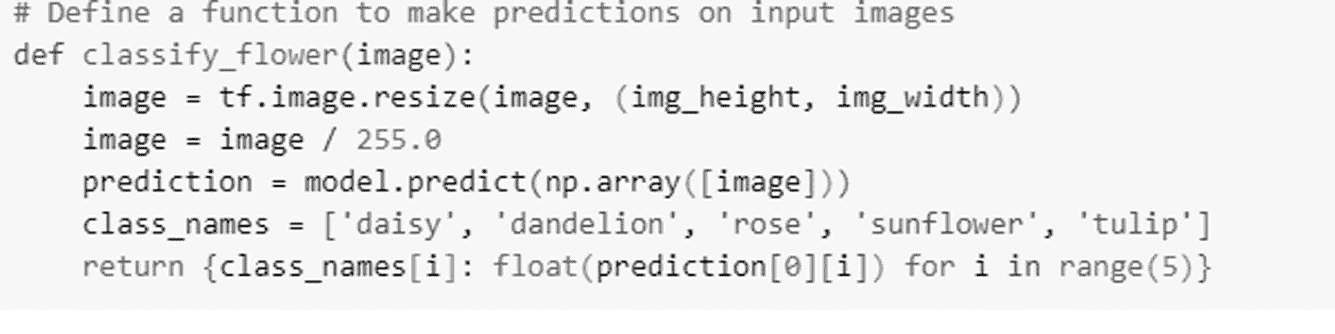 # Define a function to make predictions on input images
def classify_flower(image):
    image = tf.image.resize(image, (img_height, img_width))
    image = image / 255.0
    prediction = model.predict(np.array([image]))
    class_names = ['daisy', 'dandelion', 'rose', 'sunflower', 'tulip']
    return {class_names[i]: float(prediction[0][i]) for i in range(5)}